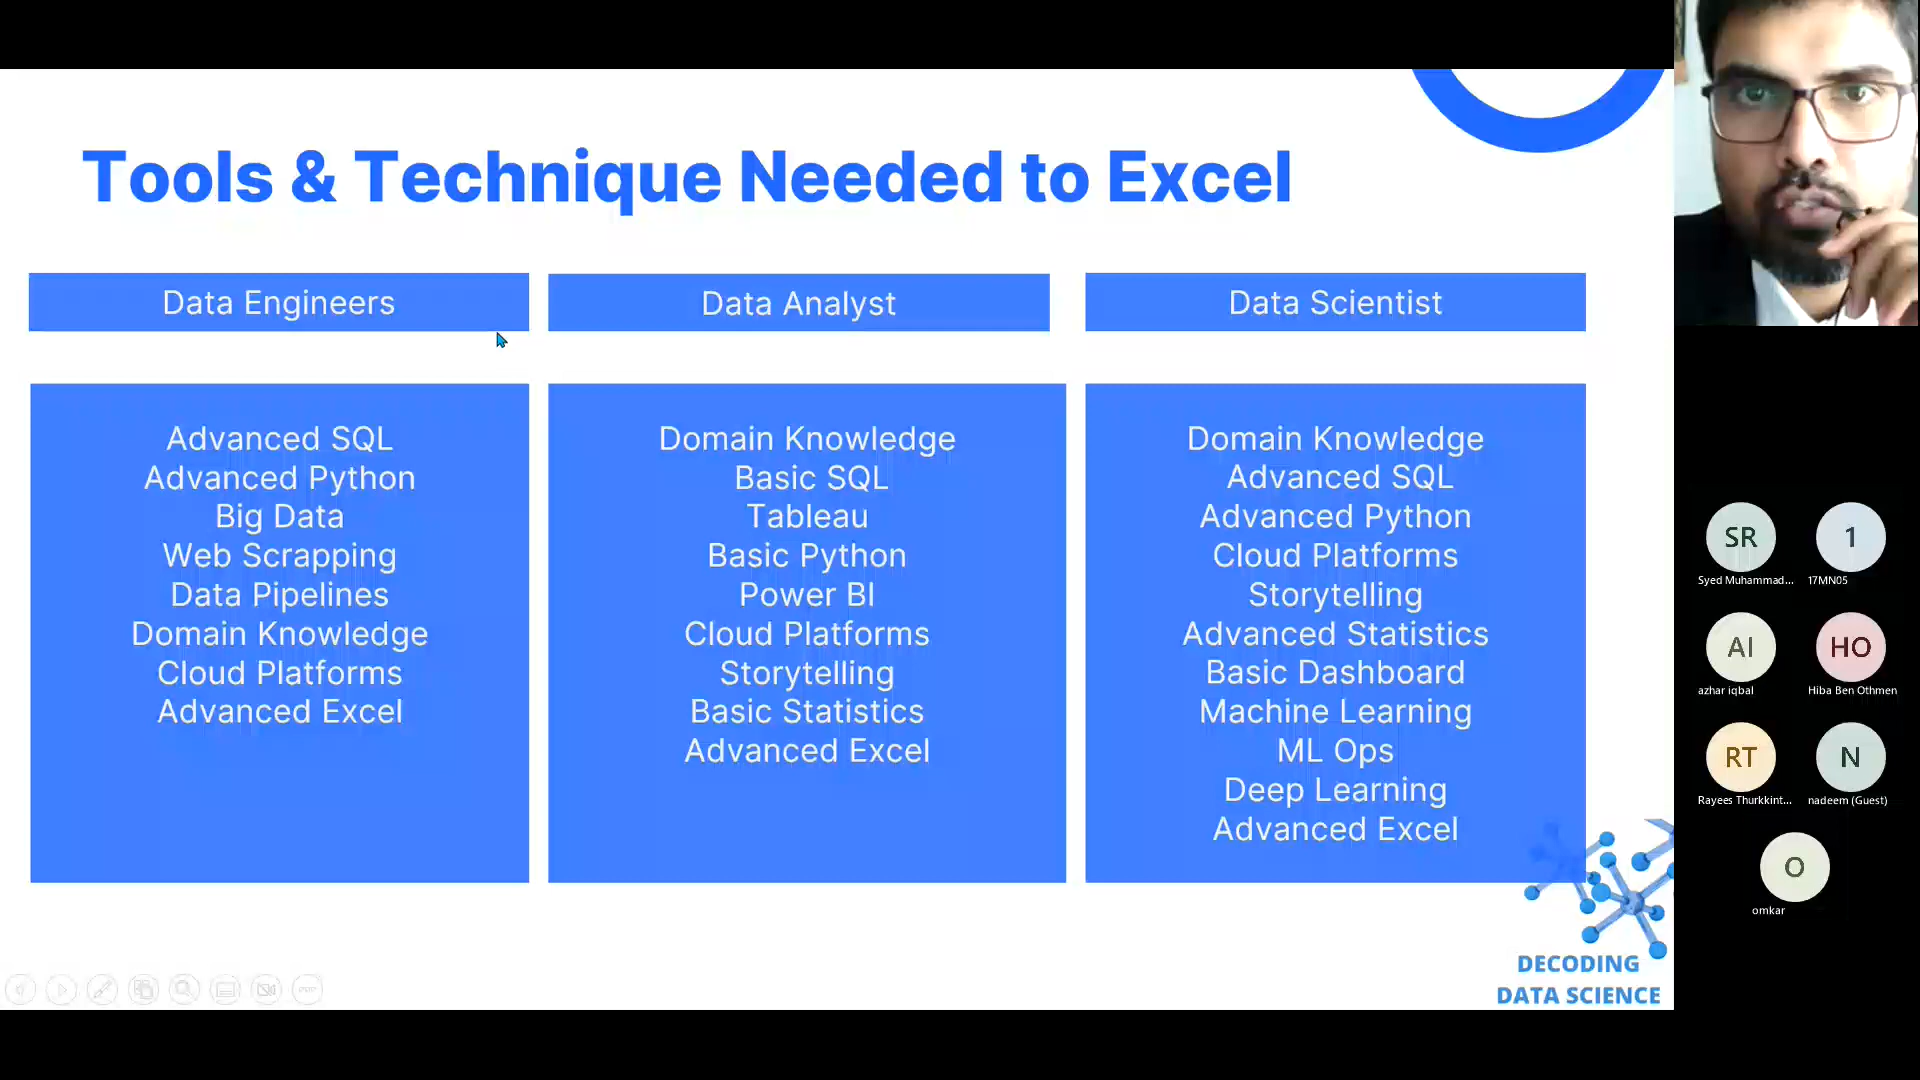 Tools & Technique Needed to Excel
Data Engineers
Advanced SQL
Advanced Python
Big Data
Web Scrapping
Data Pipelines
Domain Knowledge
Cloud Platforms
Advanced Excel
Data Analyst
Domain Knowledge
Basic SQL
Tableau
Basic Python
Power BI
Cloud Platforms
Storytelling
Basic Statistics
Advanced Excel
Data Scientist
Domain Knowledge
Advanced SQL
Advanced Python
Cloud Platforms
Storytelling
Advanced Statistics
Basic Dashboard
Machine Learning
ML Ops
Deep Learning
Advanced Excel
DECODING
DATA SCIENCE
SR
Syed Muhammad...
1
17MN05
AI
azhar iqbal
HO
Hiba Ben Othmen
RT
Rayees Thurkkint...
N
nadeem (Guest)
O
omkar